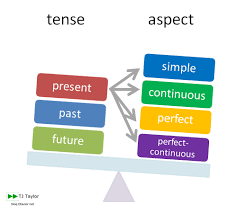 tense
aspect
present
past
future
simple
continuous
perfect
perfect-
continuous
TJ Taylor